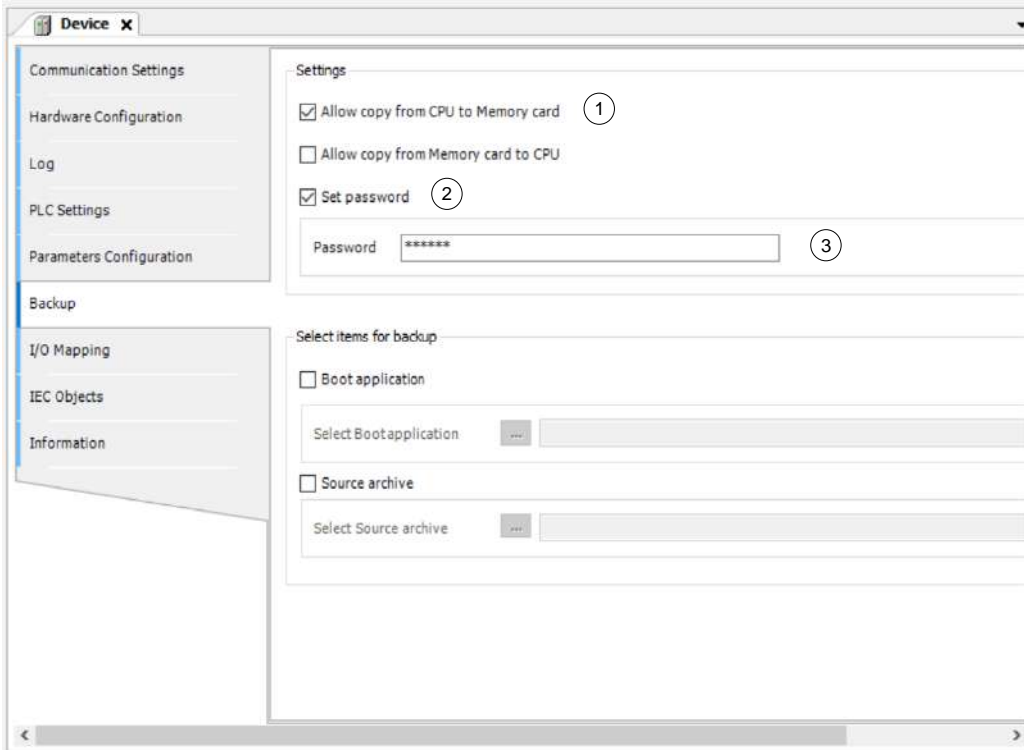 Device
Communication Settings
Hardware Configuration
Log
PLC Settings
Parameters Configuration
Backup
I/O Mapping
IEC Objects
Information
Settings
Allow copy from CPU to Memory card 1
Allow copy from Memory card to CPU
Set password 2
Password ****** 3
Select items for backup
Boot application
Select Bootapplication ...
Source archive
Select Source archive ...